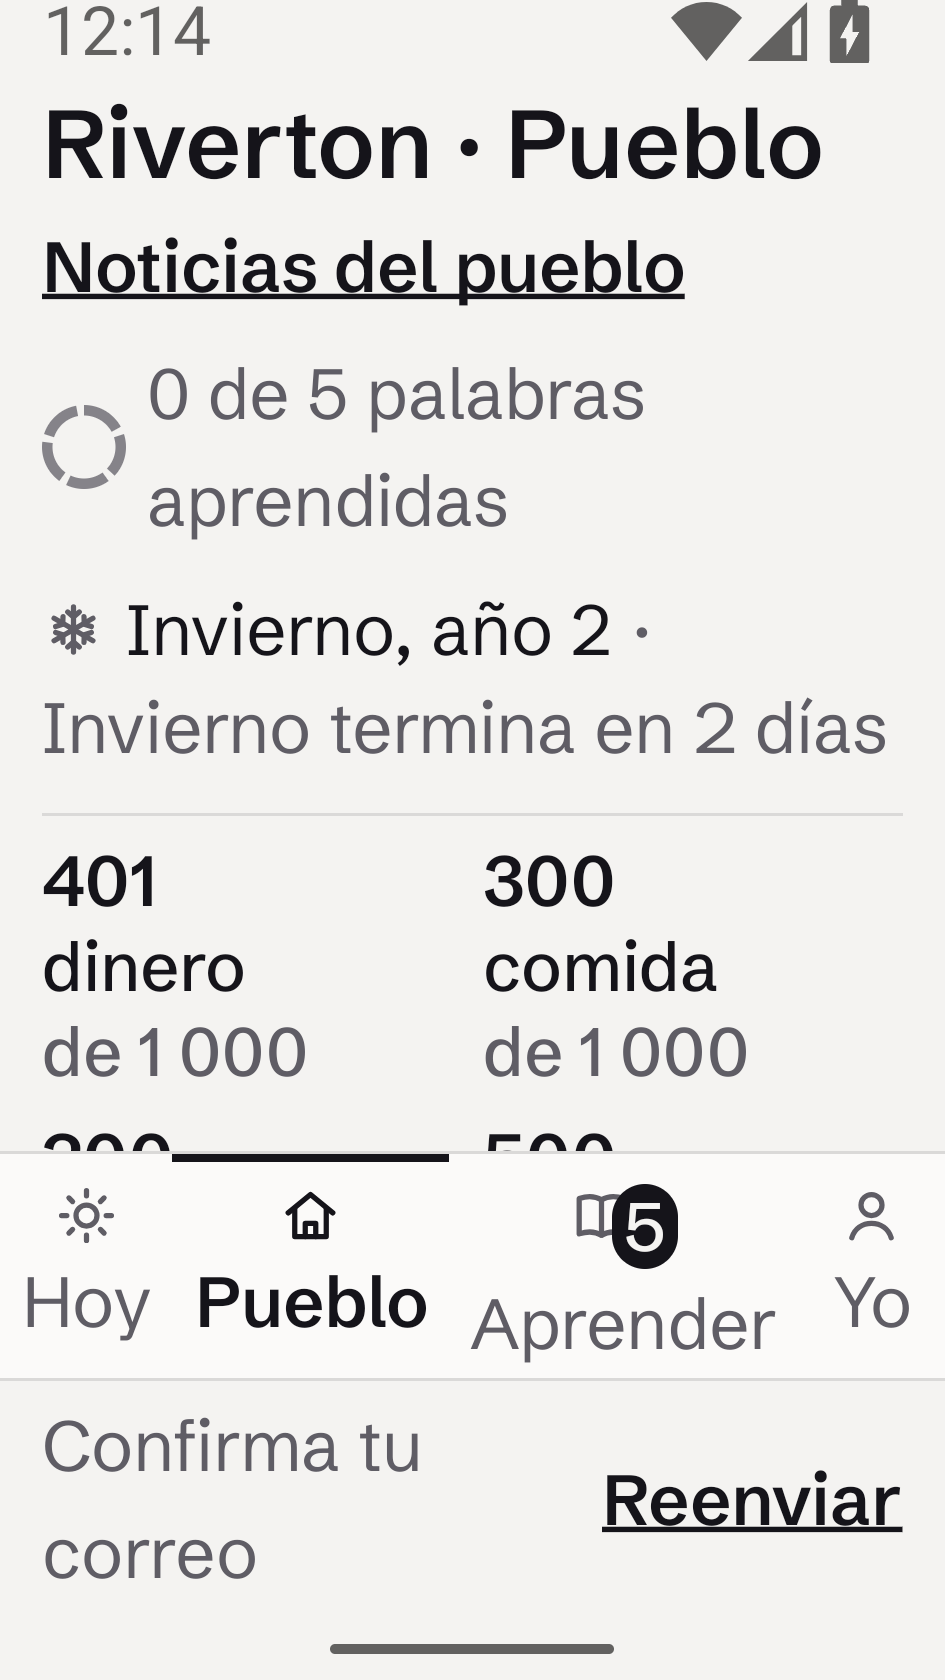 12:14
Riverton · Pueblo
Noticias del pueblo
0 de 5 palabras
aprendidas
Invierno, año 2 ·
Invierno termina en 2 días
401
dinero
de 1 000
300
comida
de 1 000
Hoy
Pueblo
5
Aprender
Yo
Confirma tu
correo
Reenviar